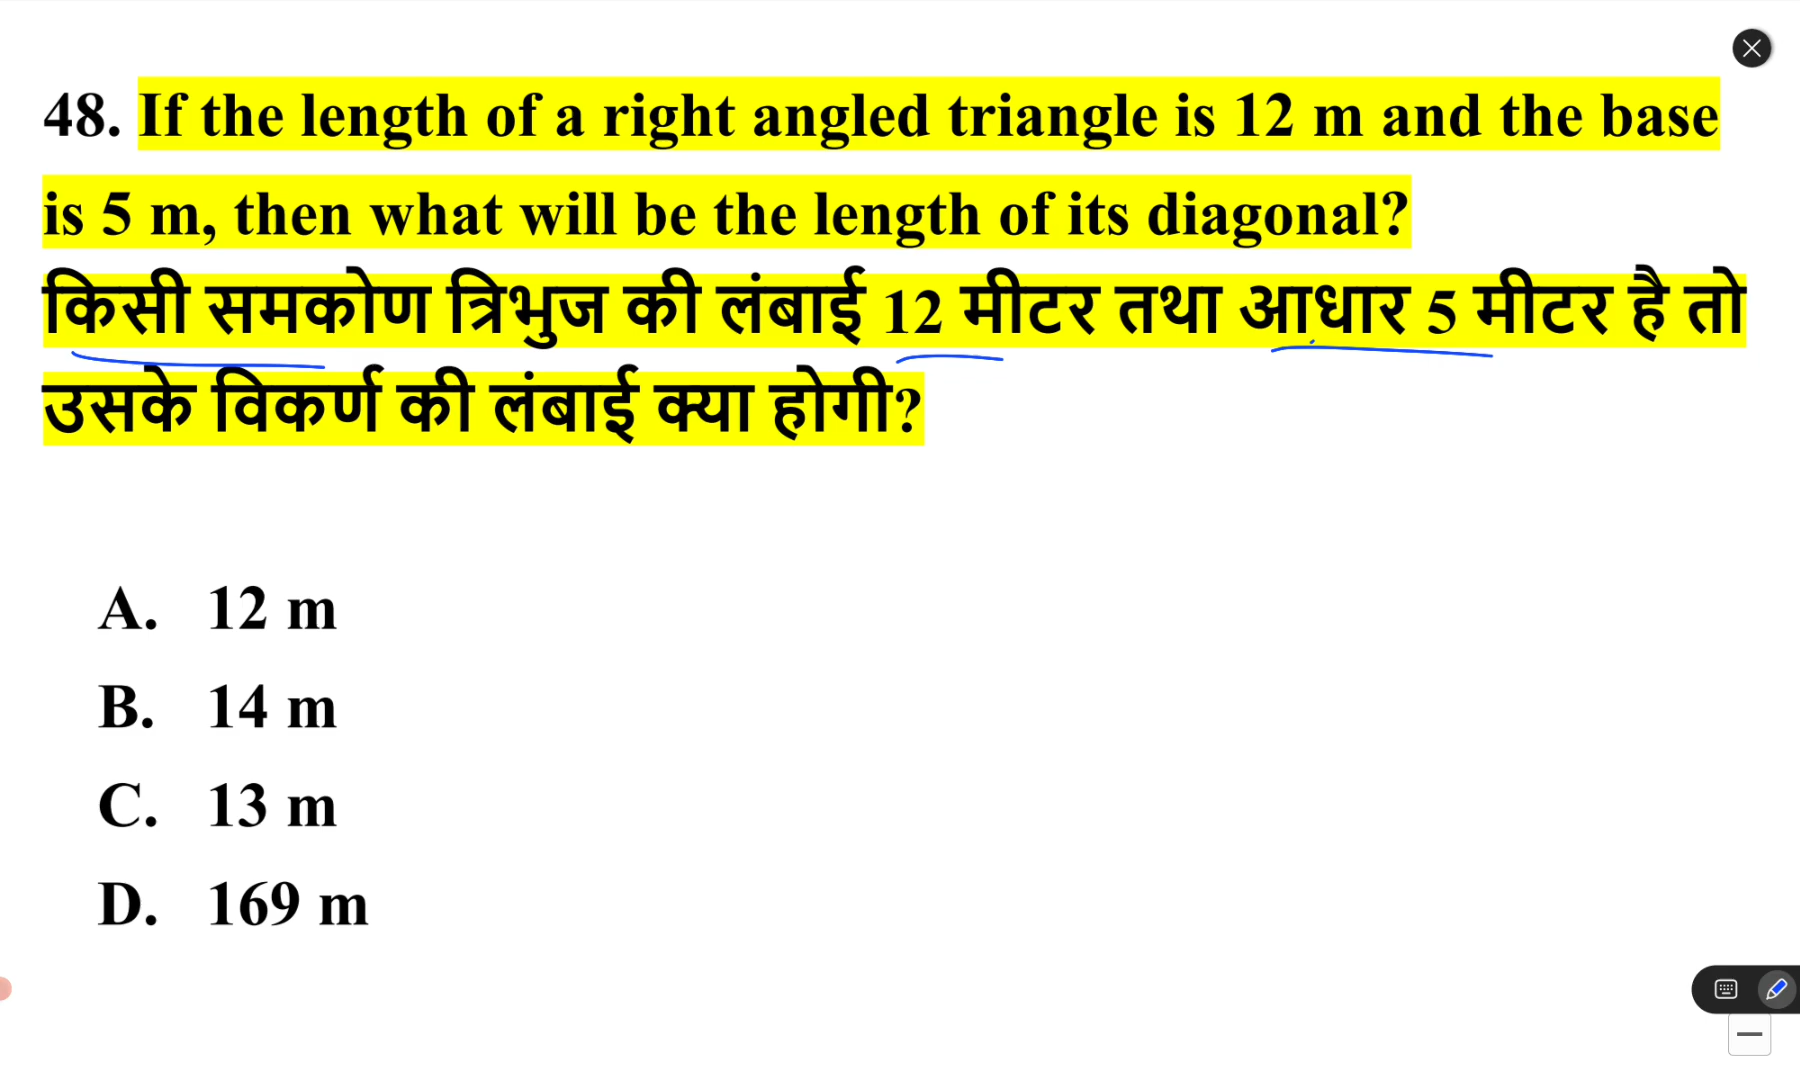 48. If the length of a right angled triangle is 12 m and the base
is 5 m, then what will be the length of its diagonal?
किसी समकोण त्रिभुज की लंबाई 12 मीटर तथा आधार 5 मीटर है तो
उसके विकर्ण की लंबाई क्या होगी?
A. 12 m
B. 14 m
C. 13 m
D. 169 m